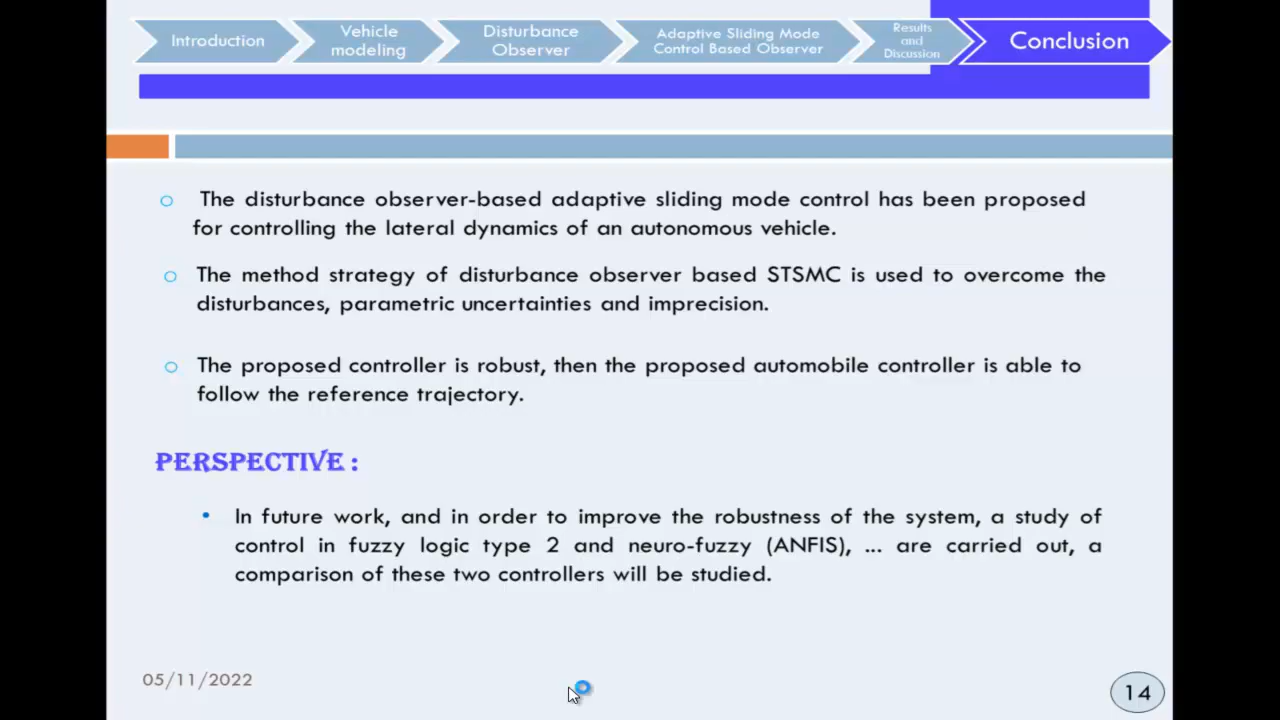 Introduction
Vehicle
modeling
Disturbance
Observer
Adaptive Sliding Mode
Control Based Observer
Results
and
Discussion
Conclusion
The disturbance observer-based adaptive sliding mode control has been proposed
for controlling the lateral dynamics of an autonomous vehicle.
The method strategy of disturbance observer based STSMC is used to overcome the
disturbances, parametric uncertainties and imprecision.
The proposed controller is robust, then the proposed automobile controller is able to
follow the reference trajectory.
PERSPECTIVE :
In future work, and in order to improve the robustness of the system, a study of
control in fuzzy logic type 2 and neuro-fuzzy (ANFIS), ... are carried out, a
comparison of these two controllers will be studied.
05/11/2022
14